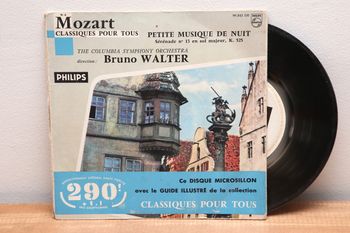 Mozart
CLASSIQUES POUR TOUS
PETITE MUSIQUE DE NUIT
Sérénade nº 13 en sol majeur, K. 525
THE COLUMBIA SYMPHONY ORCHESTRA
direction: Bruno WALTER
PHILIPS
290F
Ce DISQUE MICROSILLON
avec le GUIDE ILLUSTRÉ de la collection
CLASSIQUES POUR TOUS